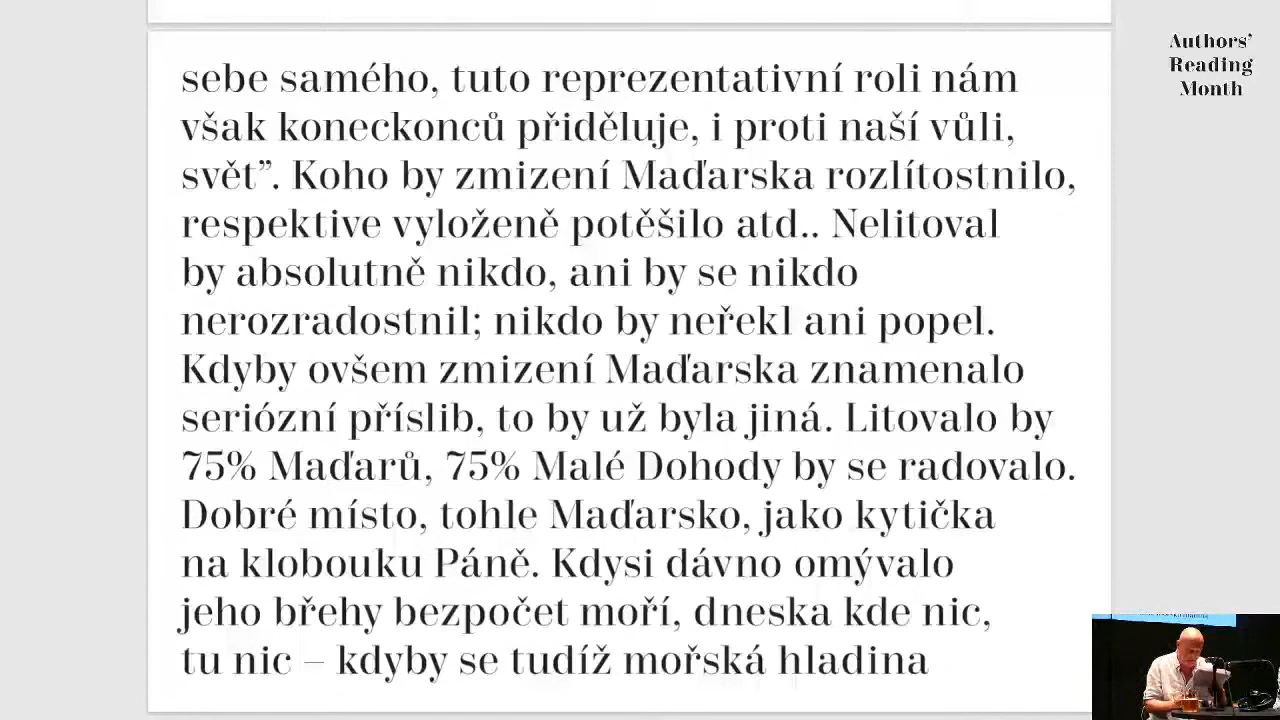 sebe samého, tuto reprezentativní roli nám
však koneckonců přiděluje, i proti naší vůli,
svět”. Koho by zmizení Maďarska rozlítostnilo,
respektive vyloženě potěšilo atd.. Nelitoval
by absolutně nikdo, ani by se nikdo
nerozradostnil; nikdo by neřekl ani popel.
Kdyby ovšem zmizení Maďarska znamenalo
seriózní příslib, to by už byla jiná. Litovalo by
75% Maďarů, 75% Malé Dohody by se radovalo.
Dobré místo, tohle Maďarsko, jako kytička
na klobouku Páně. Kdysi dávno omývalo
jeho břehy bezpočet moří, dneska kde nic,
tu nic – kdyby se tudíž mořská hladina
Authors’
Reading
Month